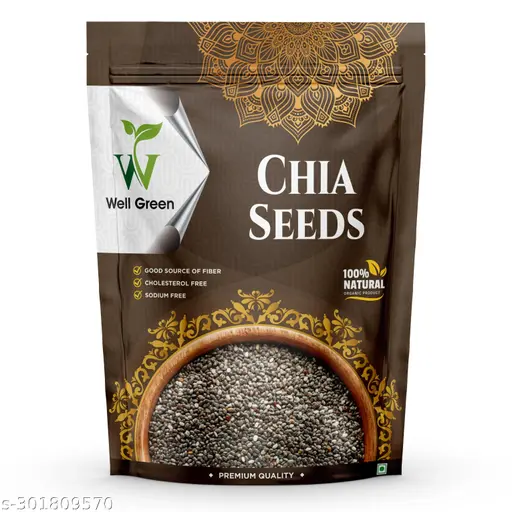 Well Green
CHIA
SEEDS
GOOD SOURCE OF FIBER
CHOLESTEROL FREE
SODIUM FREE
100%
NATURAL
ORGANIC PRODUCT
PREMIUM QUALITY
s-301809570